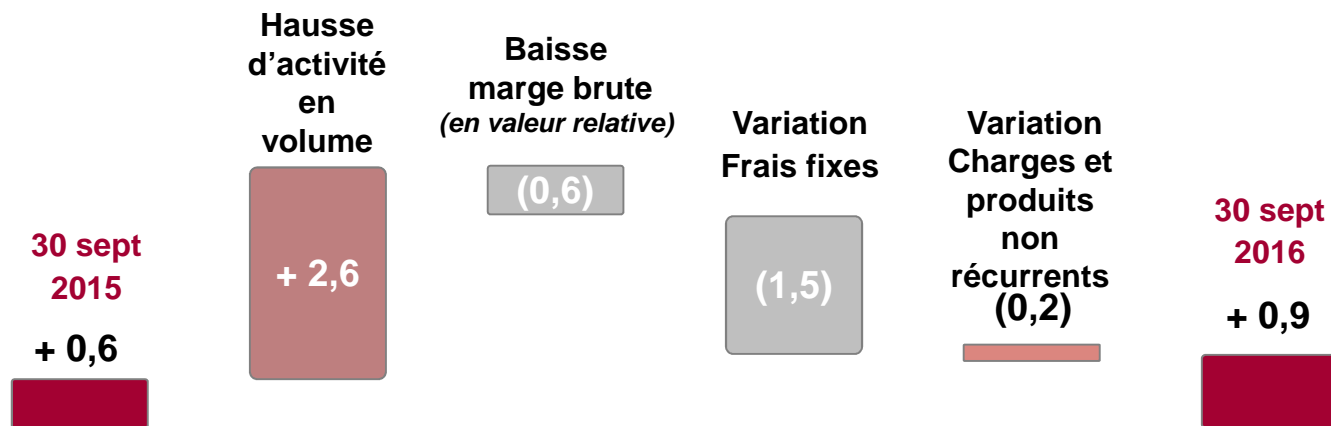 30 sept
2015
+ 0,6
Hausse
d’activité
en
volume
+ 2,6
Baisse
marge brute
(en valeur relative)
(0,6)
Variation
Frais fixes
(1,5)
Variation
Charges et
produits
non
récurrents
(0,2)
30 sept
2016
+ 0,9